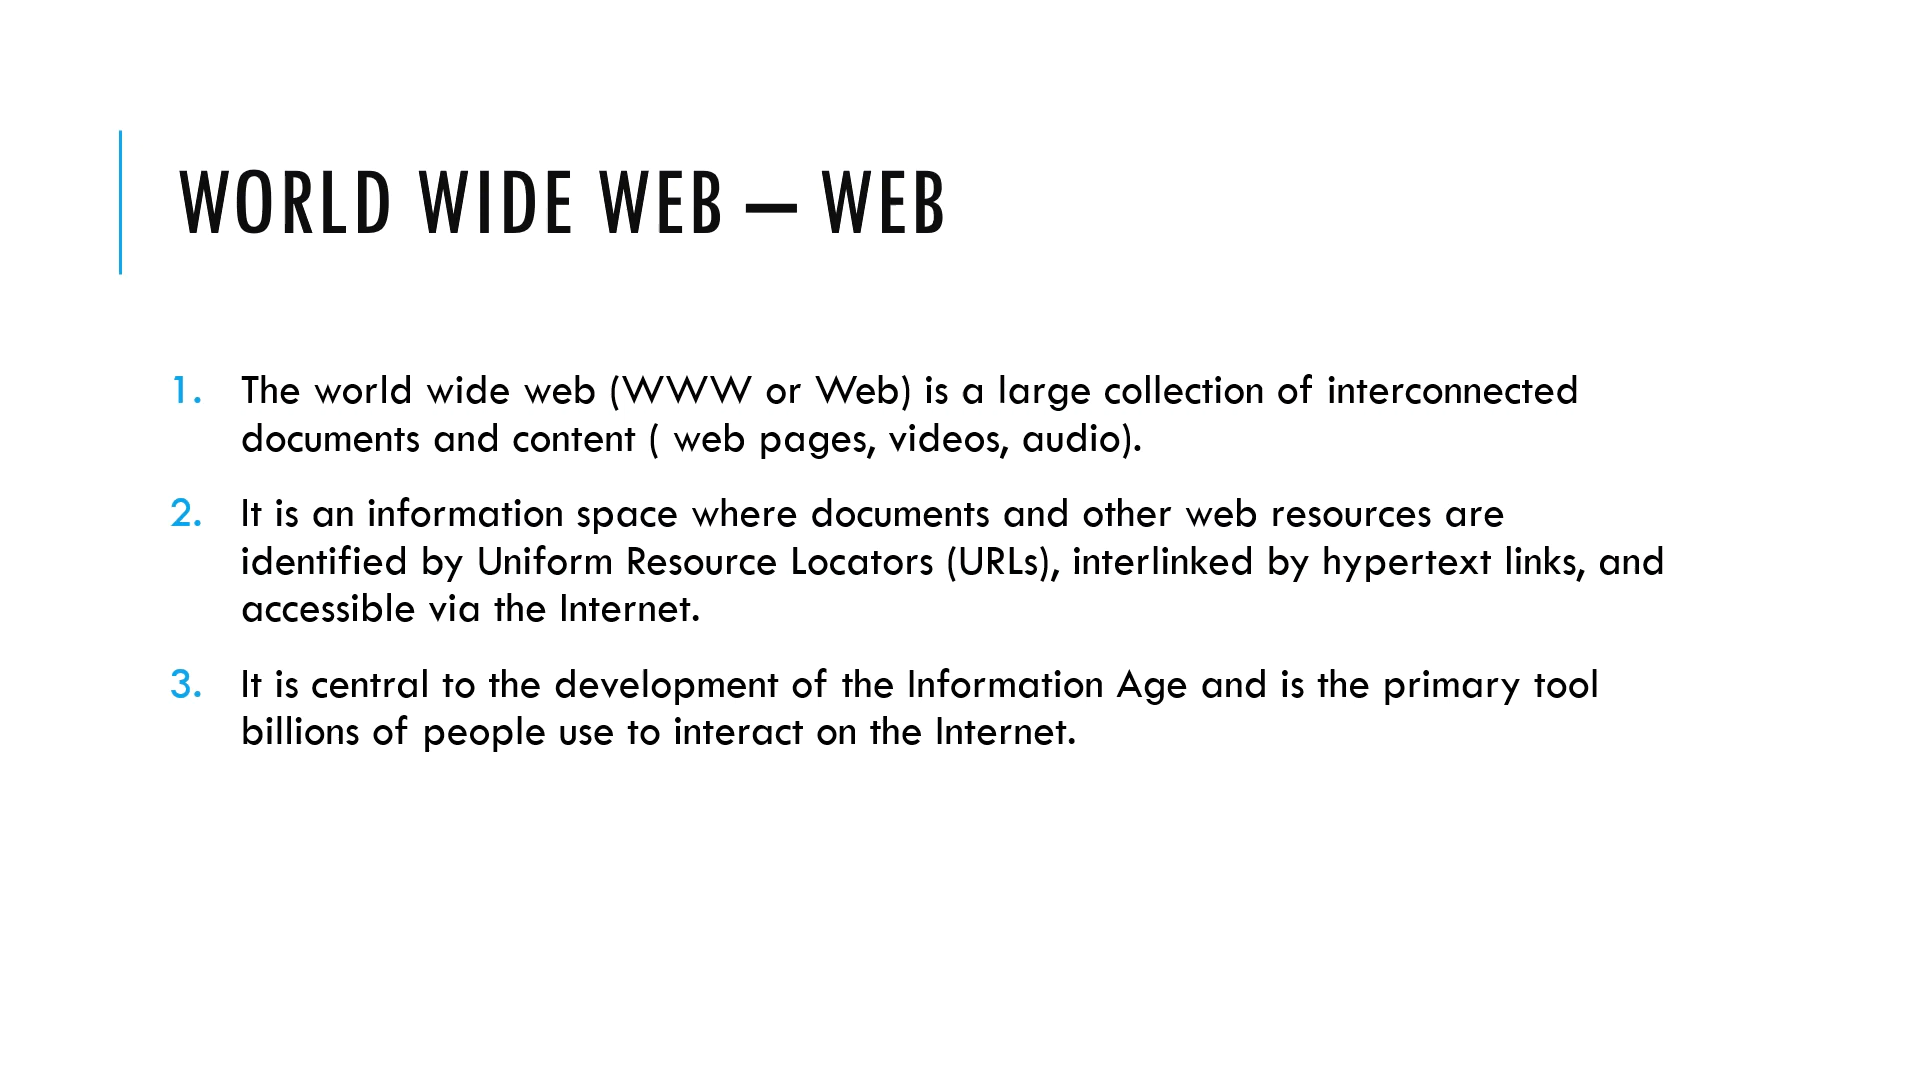 WORLD WIDE WEB – WEB
1. The world wide web (WWW or Web) is a large collection of interconnected
documents and content ( web pages, videos, audio).
2. It is an information space where documents and other web resources are
identified by Uniform Resource Locators (URLs), interlinked by hypertext links, and
accessible via the Internet.
3. It is central to the development of the Information Age and is the primary tool
billions of people use to interact on the Internet.